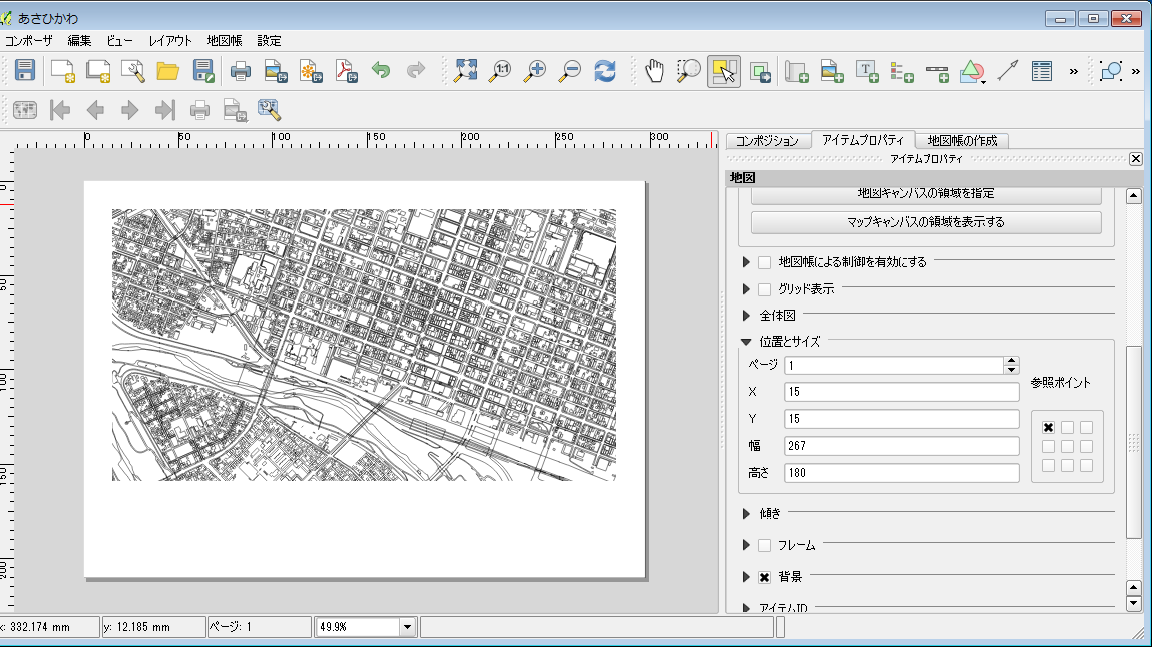 あさひかわ
コンポーザ 編集 ビュー レイアウト 地図帳 設定
1:1
T
»
»
0 50 100 150 200 250 300
0
50
100
150
200
コンポジション アイテムプロパティ 地図帳の作成
アイテムプロパティ
地図
地図キャンバスの領域を指定
マップキャンバスの領域を表示する
地図帳による制御を有効にする
グリッド表示
全体図
位置とサイズ
ページ 1
参照ポイント
X 15
Y 15
幅 267
高さ 180
傾き
フレーム
背景
アイテムID
x: 332.174 mm y: 12.185 mm ページ: 1 49.9%